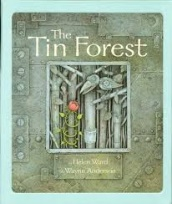 The
Tin Forest
Helen Ward
Wayne Anderson